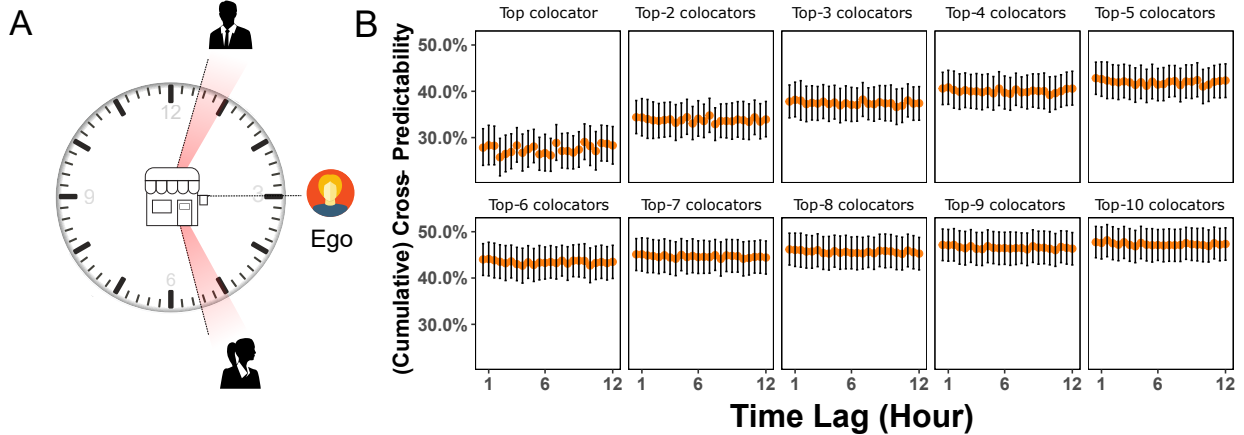 A
12
9
3
6
Ego
B
(Cumulative) Cross- Predictability
Top colocator
Top-2 colocators
Top-3 colocators
Top-4 colocators
Top-5 colocators
50.0%
40.0%
30.0%
Top-6 colocators
Top-7 colocators
Top-8 colocators
Top-9 colocators
Top-10 colocators
50.0%
40.0%
30.0%
1 6 12
1 6 12
1 6 12
1 6 12
1 6 12
Time Lag (Hour)